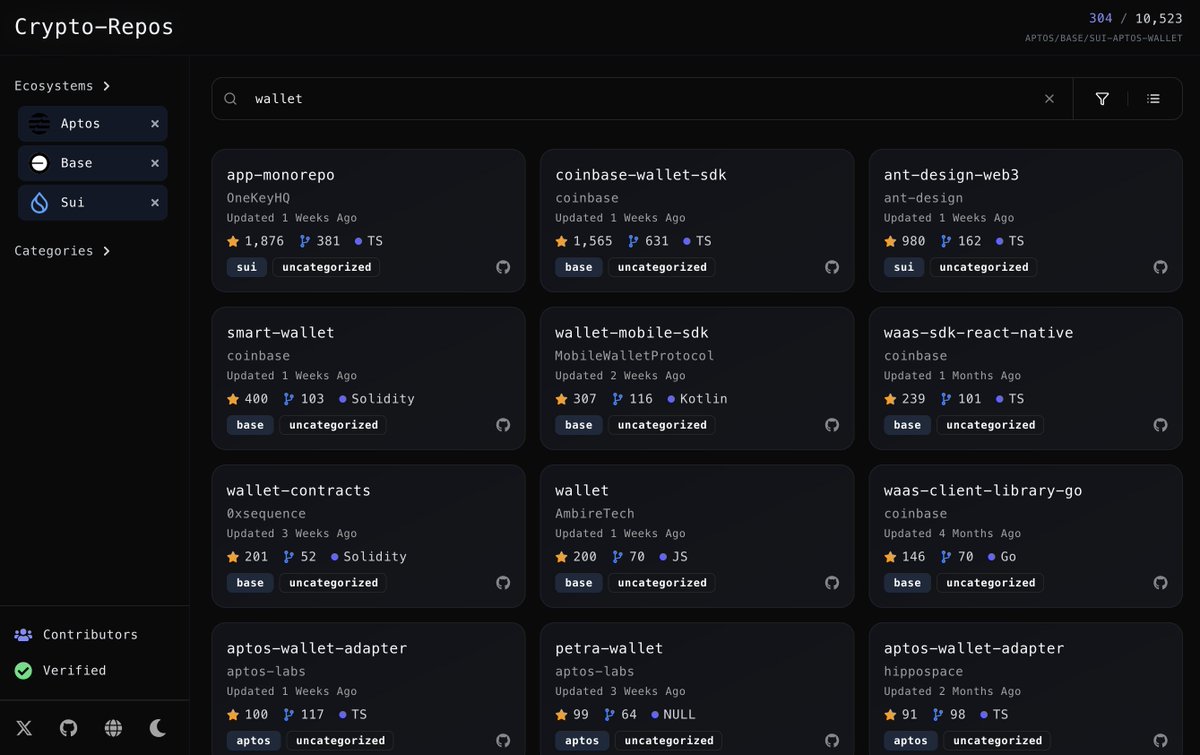 Crypto-Repos
304 / 10,523
APTOS/BASE/SUI-APTOS-WALLET
Ecosystems
Aptos
Base
Sui
Categories
Contributors
Verified
wallet
app-monorepo
OneKeyHQ
Updated 1 Weeks Ago
1,876 381 TS
sui uncategorized
coinbase-wallet-sdk
coinbase
Updated 1 Weeks Ago
1,565 631 TS
base uncategorized
ant-design-web3
ant-design
Updated 1 Weeks Ago
980 162 TS
sui uncategorized
smart-wallet
coinbase
Updated 1 Weeks Ago
400 103 Solidity
base uncategorized
wallet-mobile-sdk
MobileWalletProtocol
Updated 2 Weeks Ago
307 116 Kotlin
base uncategorized
waas-sdk-react-native
coinbase
Updated 1 Months Ago
239 101 TS
base uncategorized
wallet-contracts
0xsequence
Updated 3 Weeks Ago
201 52 Solidity
base uncategorized
wallet
AmbireTech
Updated 1 Weeks Ago
200 70 JS
base uncategorized
waas-client-library-go
coinbase
Updated 4 Months Ago
146 70 Go
base uncategorized
aptos-wallet-adapter
aptos-labs
Updated 1 Weeks Ago
100 117 TS
aptos uncategorized
petra-wallet
aptos-labs
Updated 3 Weeks Ago
99 64 NULL
aptos uncategorized
aptos-wallet-adapter
hippospace
Updated 2 Months Ago
91 98 TS
aptos uncategorized